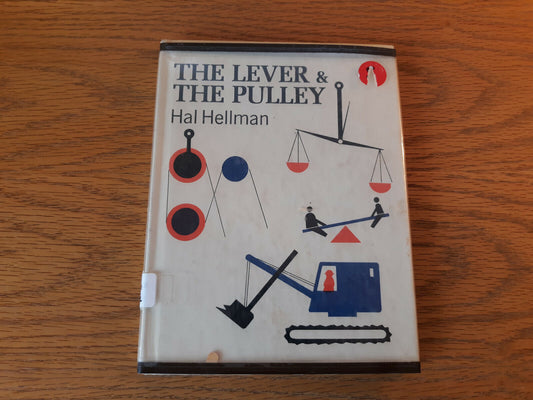 THE LEVER &
THE PULLEY
Hal Hellman